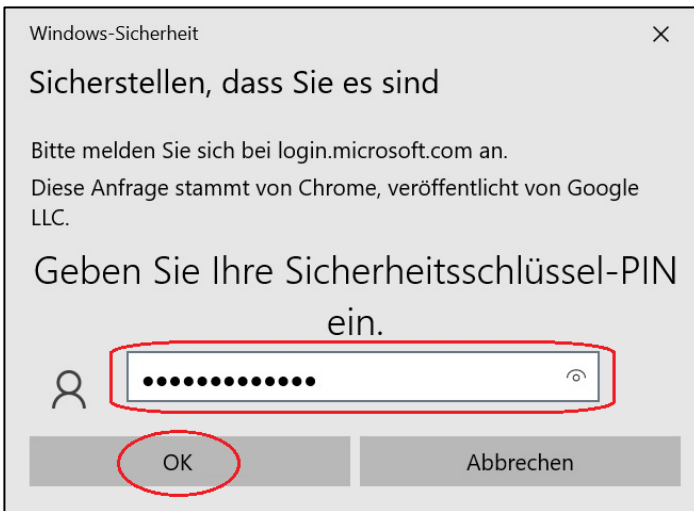 Windows-Sicherheit
Sicherstellen, dass Sie es sind
Bitte melden Sie sich bei login.microsoft.com an.
Diese Anfrage stammt von Chrome, veröffentlicht von Google
LLC.
Geben Sie Ihre Sicherheitsschlüssel-PIN
ein.
•••••••••••••
OK Abbrechen